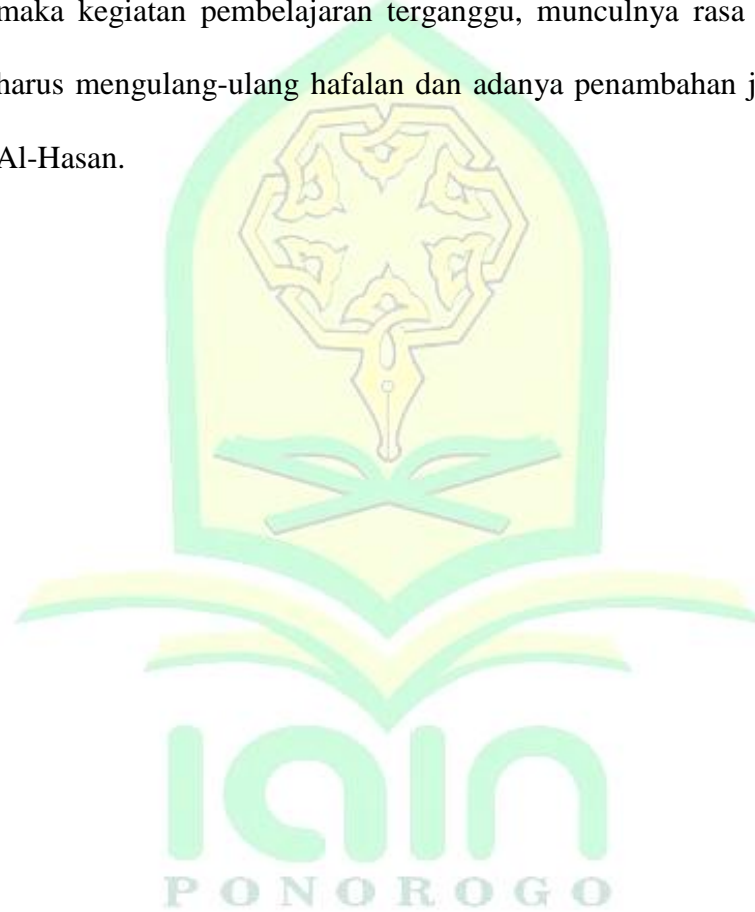 maka kegiatan pembelajaran terganggu, munculnya rasa
harus mengulang-ulang hafalan dan adanya penambahan
Al-Hasan.
iain
PONOROGO